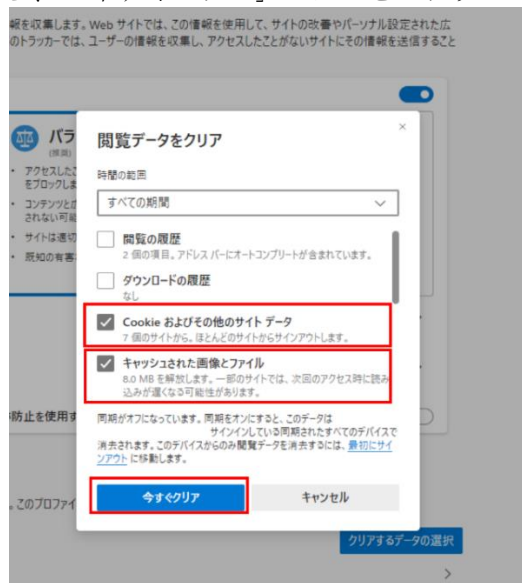 報を収集します。Web サイトでは、この情報を使用して、サイトの改善やパーソナル設定された広
のトラッカーでは、ユーザーの情報を収集し、アクセスしたことがないサイトにその情報を送信すること
バラ
(推奨)
アクセスした
をブロックしま
コンテンツと
されない可能
サイトは適切
既知の有害
閲覧データをクリア
×
時間の範囲
すべての期間
閲覧の履歴
2 個の項目。アドレス バーにオートコンプリートが含まれています。
ダウンロードの履歴
なし
Cookie およびその他のサイト データ
7 個のサイトから。ほとんどのサイトからサインアウトします。
キャッシュされた画像とファイル
8.0 MB を解放します。一部のサイトでは、次回のアクセス時に読み
込みが遅くなる可能性があります。
同期がオフになっています。同期をオンにすると、このデータは
サインインしている同期されたすべてのデバイスで
消去されます。このデバイスからのみ閲覧データを消去するには、最初にサイ
ンアウト に移動します。
防止を使用す
今すぐクリア
キャンセル
。このプロファイ
クリアするデータの選択